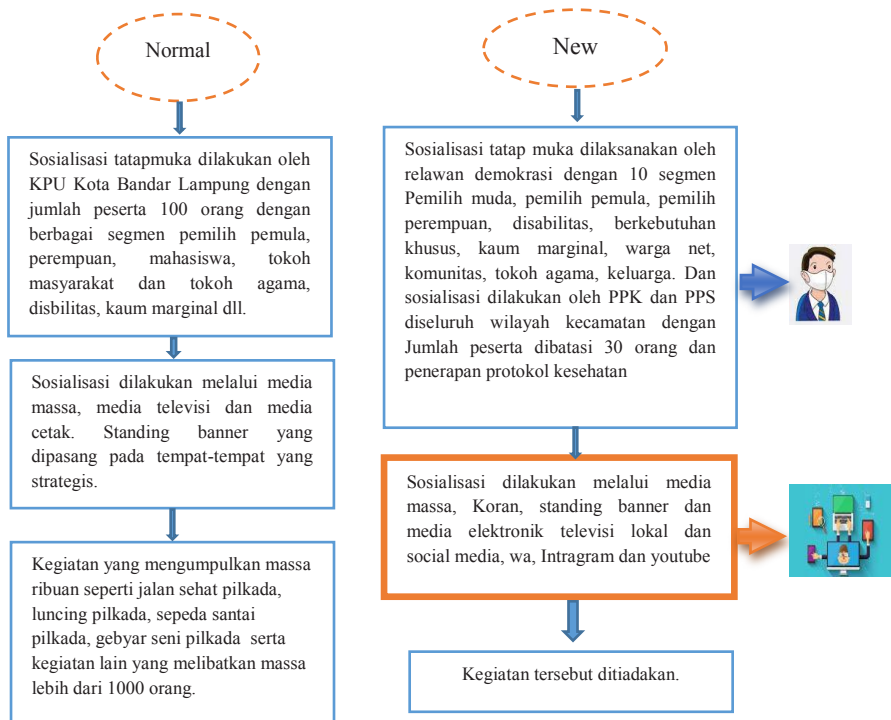 Normal
Sosialisasi tatapmuka dilakukan oleh
KPU Kota Bandar Lampung dengan
jumlah peserta 100 orang dengan
berbagai segmen pemilih pemula,
perempuan, mahasiswa, tokoh
masyarakat dan tokoh agama,
disbilitas, kaum marginal dll.
Sosialisasi dilakukan melalui media
massa, media televisi dan media
cetak. Standing banner yang
dipasang pada tempat-tempat yang
strategis.
Kegiatan yang mengumpulkan massa
ribuan seperti jalan sehat pilkada,
luncing pilkada, sepeda santai
pilkada, gebyar seni pilkada serta
kegiatan lain yang melibatkan massa
lebih dari 1000 orang.
New
Sosialisasi tatap muka dilaksanakan oleh
relawan demokrasi dengan 10 segmen
Pemilih muda, pemilih pemula, pemilih
perempuan, disabilitas, berkebutuhan
khusus, kaum marginal, warga net,
komunitas, tokoh agama, keluarga. Dan
sosialisasi dilakukan oleh PPK dan PPS
diseluruh wilayah kecamatan dengan
Jumlah peserta dibatasi 30 orang dan
penerapan protokol kesehatan
Sosialisasi dilakukan melalui media
massa, Koran, standing banner dan
media elektronik televisi lokal dan
social media, wa, Intragram dan youtube
Kegiatan tersebut ditiadakan.